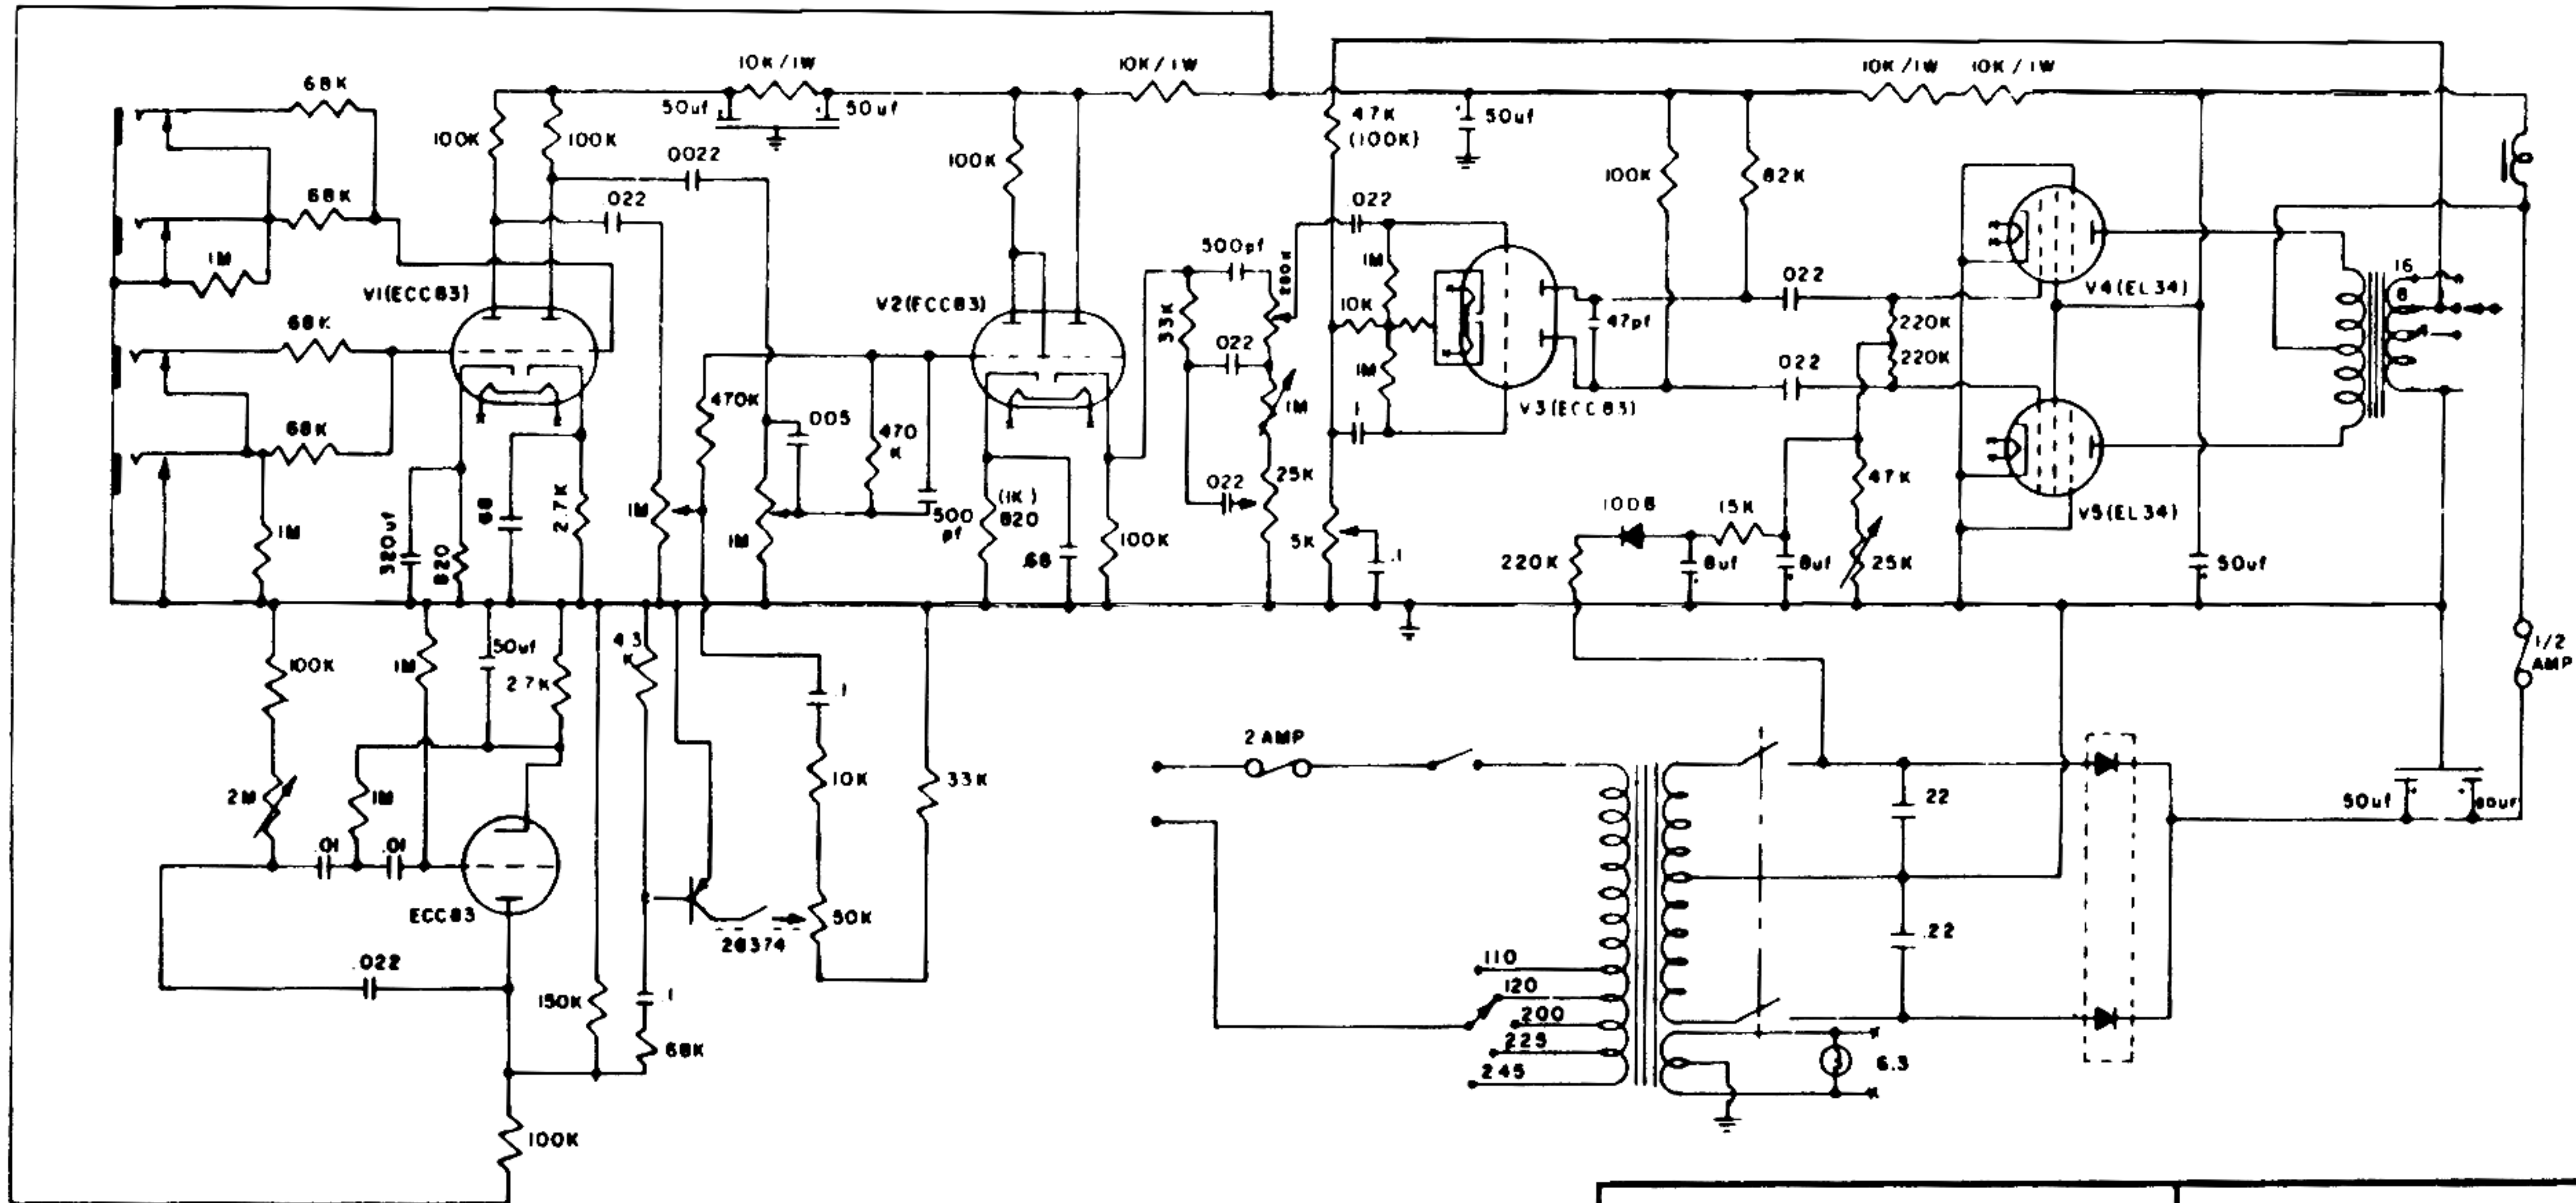 10K / 1W
10K / 1W
10K / 1W
10K / 1W
68K
50uf
50uf
47K
(100K)
50uf
100K
100K
0022
100K
100K
82K
68K
022
022
1M
500pf
1M
V1(ECC83)
V2(ECC83)
022
V4(EL34)
16
8
4
68K
33K
10K
47pf
220K
022
1M
220K
022
1M
V3(ECC83)
470K
005
470
K
68K
022
25K
47K
10DB
15K
V5(EL34)
1M
320uf
820
68
2.7K
1M
1M
500
pf
(1K)
820
.68
100K
5K
.1
220K
8uf
8uf
25K
50uf
100K
1M
50uf
2.7K
4.3
K
.1
1/2
AMP
2M
1M
10K
33K
2 AMP
22
50uf
.01
.01
ECC83
50K
28374
.22
.022
150K
.1
110
120
200
68K
225
245
6.3
100K